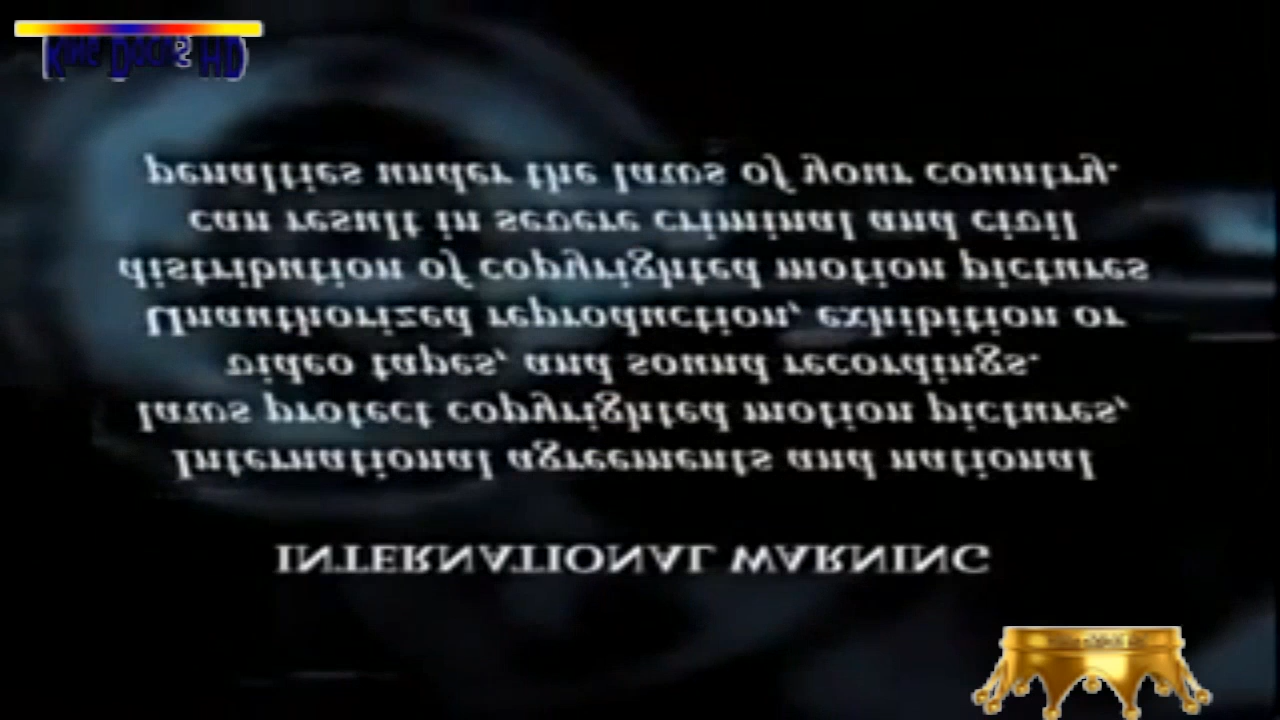 INTERNATIONAL WARNING
International agreements and national
laws protect copyrighted motion pictures,
video tapes, and sound recordings.
Unauthorized reproduction, exhibition or
distribution of copyrighted motion pictures
can result in severe criminal and civil
penalties under the laws of your country.